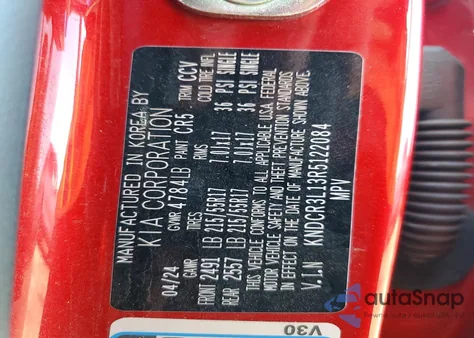 MANUFACTURED IN KOREA BY
KIA CORPORATION
04/24 GVWR 4784LB PAINT CR5 TRIM CCV
GAWR TIRES RIMS COLD TIRE INFL
FRONT 2491 LB 215/55R17 7.0Jx17 36 PSI SINGLE
REAR 2557 LB 215/55R17 7.0Jx17 36 PSI SINGLE
THIS VEHICLE CONFORMS TO ALL APPLICABLE U.S.A. FEDERAL
MOTOR VEHICLE SAFETY AND THEFT PREVENTION STANDARDS
IN EFFECT ON THE DATE OF MANUFACTURE SHOWN ABOVE.
V.I.N KNDCR3L13R5122084
MPV
V30
autoSnap